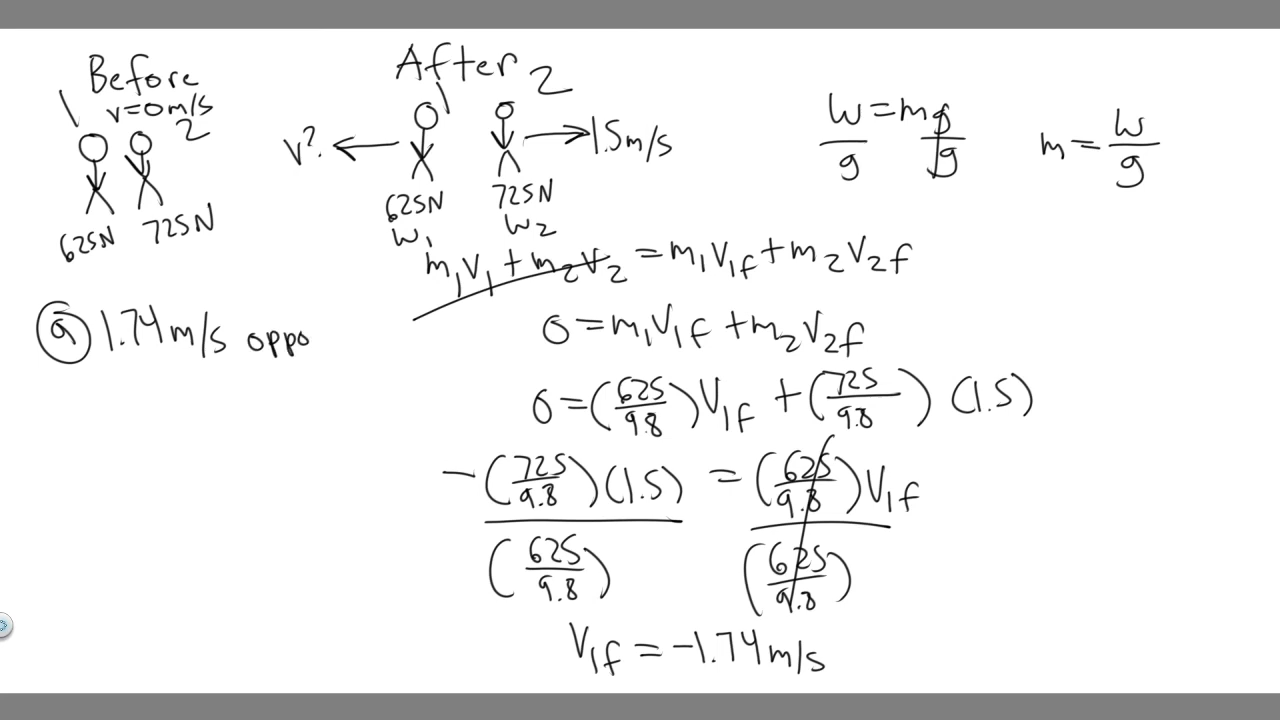 Before
v=0m/s
1 2
625N 725N
After
1 2
v? 1.5m/s
625N 725N
W₁ W₂
W=mg
g g
m=W/g
m₁V₁+m₂V₂=m₁V₁f+m₂V₂f
0=m₁V₁f+m₂V₂f
0=(625/9.8)V₁f+(725/9.8)(1.5)
-(725/9.8)(1.5)=(625/9.8)V₁f
(625/9.8) (625/9.8)
V₁f=-1.74m/s
ⓐ 1.74m/s oppo